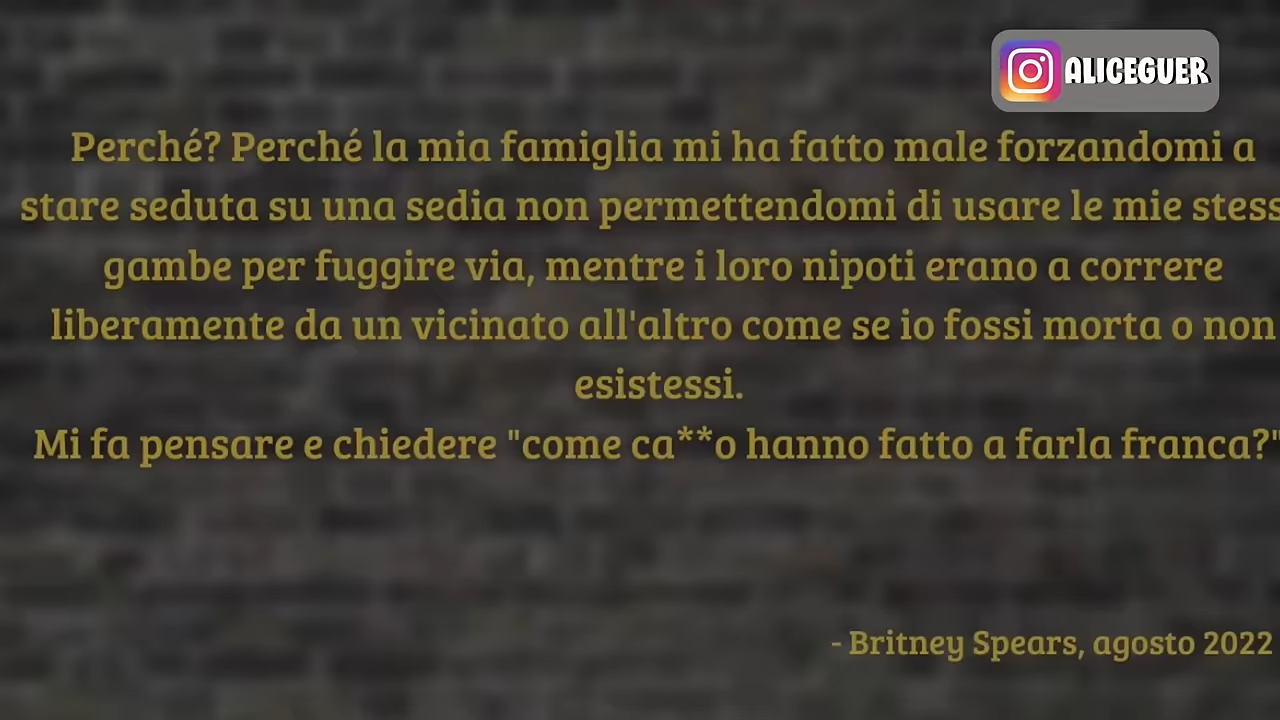 ALICEGUER
Perché? Perché la mia famiglia mi ha fatto male forzandomi a
stare seduta su una sedia non permettendomi di usare le mie stess
gambe per fuggire via, mentre i loro nipoti erano a correre
liberamente da un vicinato all'altro come se io fossi morta o non
esistessi.
Mi fa pensare e chiedere "come ca**o hanno fatto a farla franca?"
- Britney Spears, agosto 2022